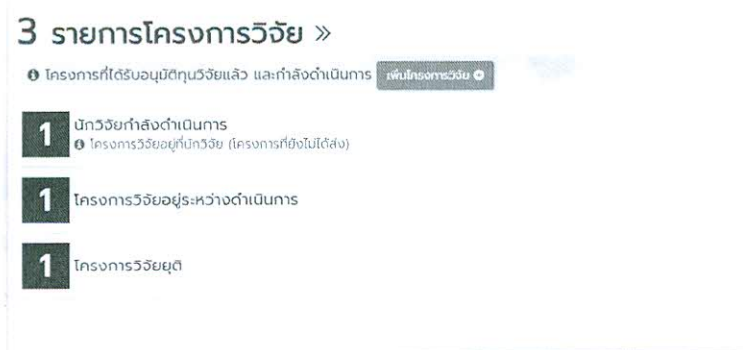 3 รายการโครงการวิจัย »
โครงการที่ได้รับอนุมัติทุนวิจัยแล้ว และกำลังดำเนินการ เพิ่มโครงการวิจัย
1 นักวิจัยกำลังดำเนินการ
โครงการวิจัยอยู่ที่นักวิจัย (โครงการที่ยังไม่ได้ส่ง)
1 โครงการวิจัยอยู่ระหว่างดำเนินการ
1 โครงการวิจัยยุติ